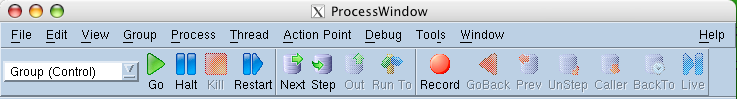 ProcessWindow
File Edit View Group Process Thread Action Point Debug Tools Window Help
Group (Control) Go Halt Kill Restart Next Step Out Run To Record GoBack Prev UnStep Caller BackTo Live